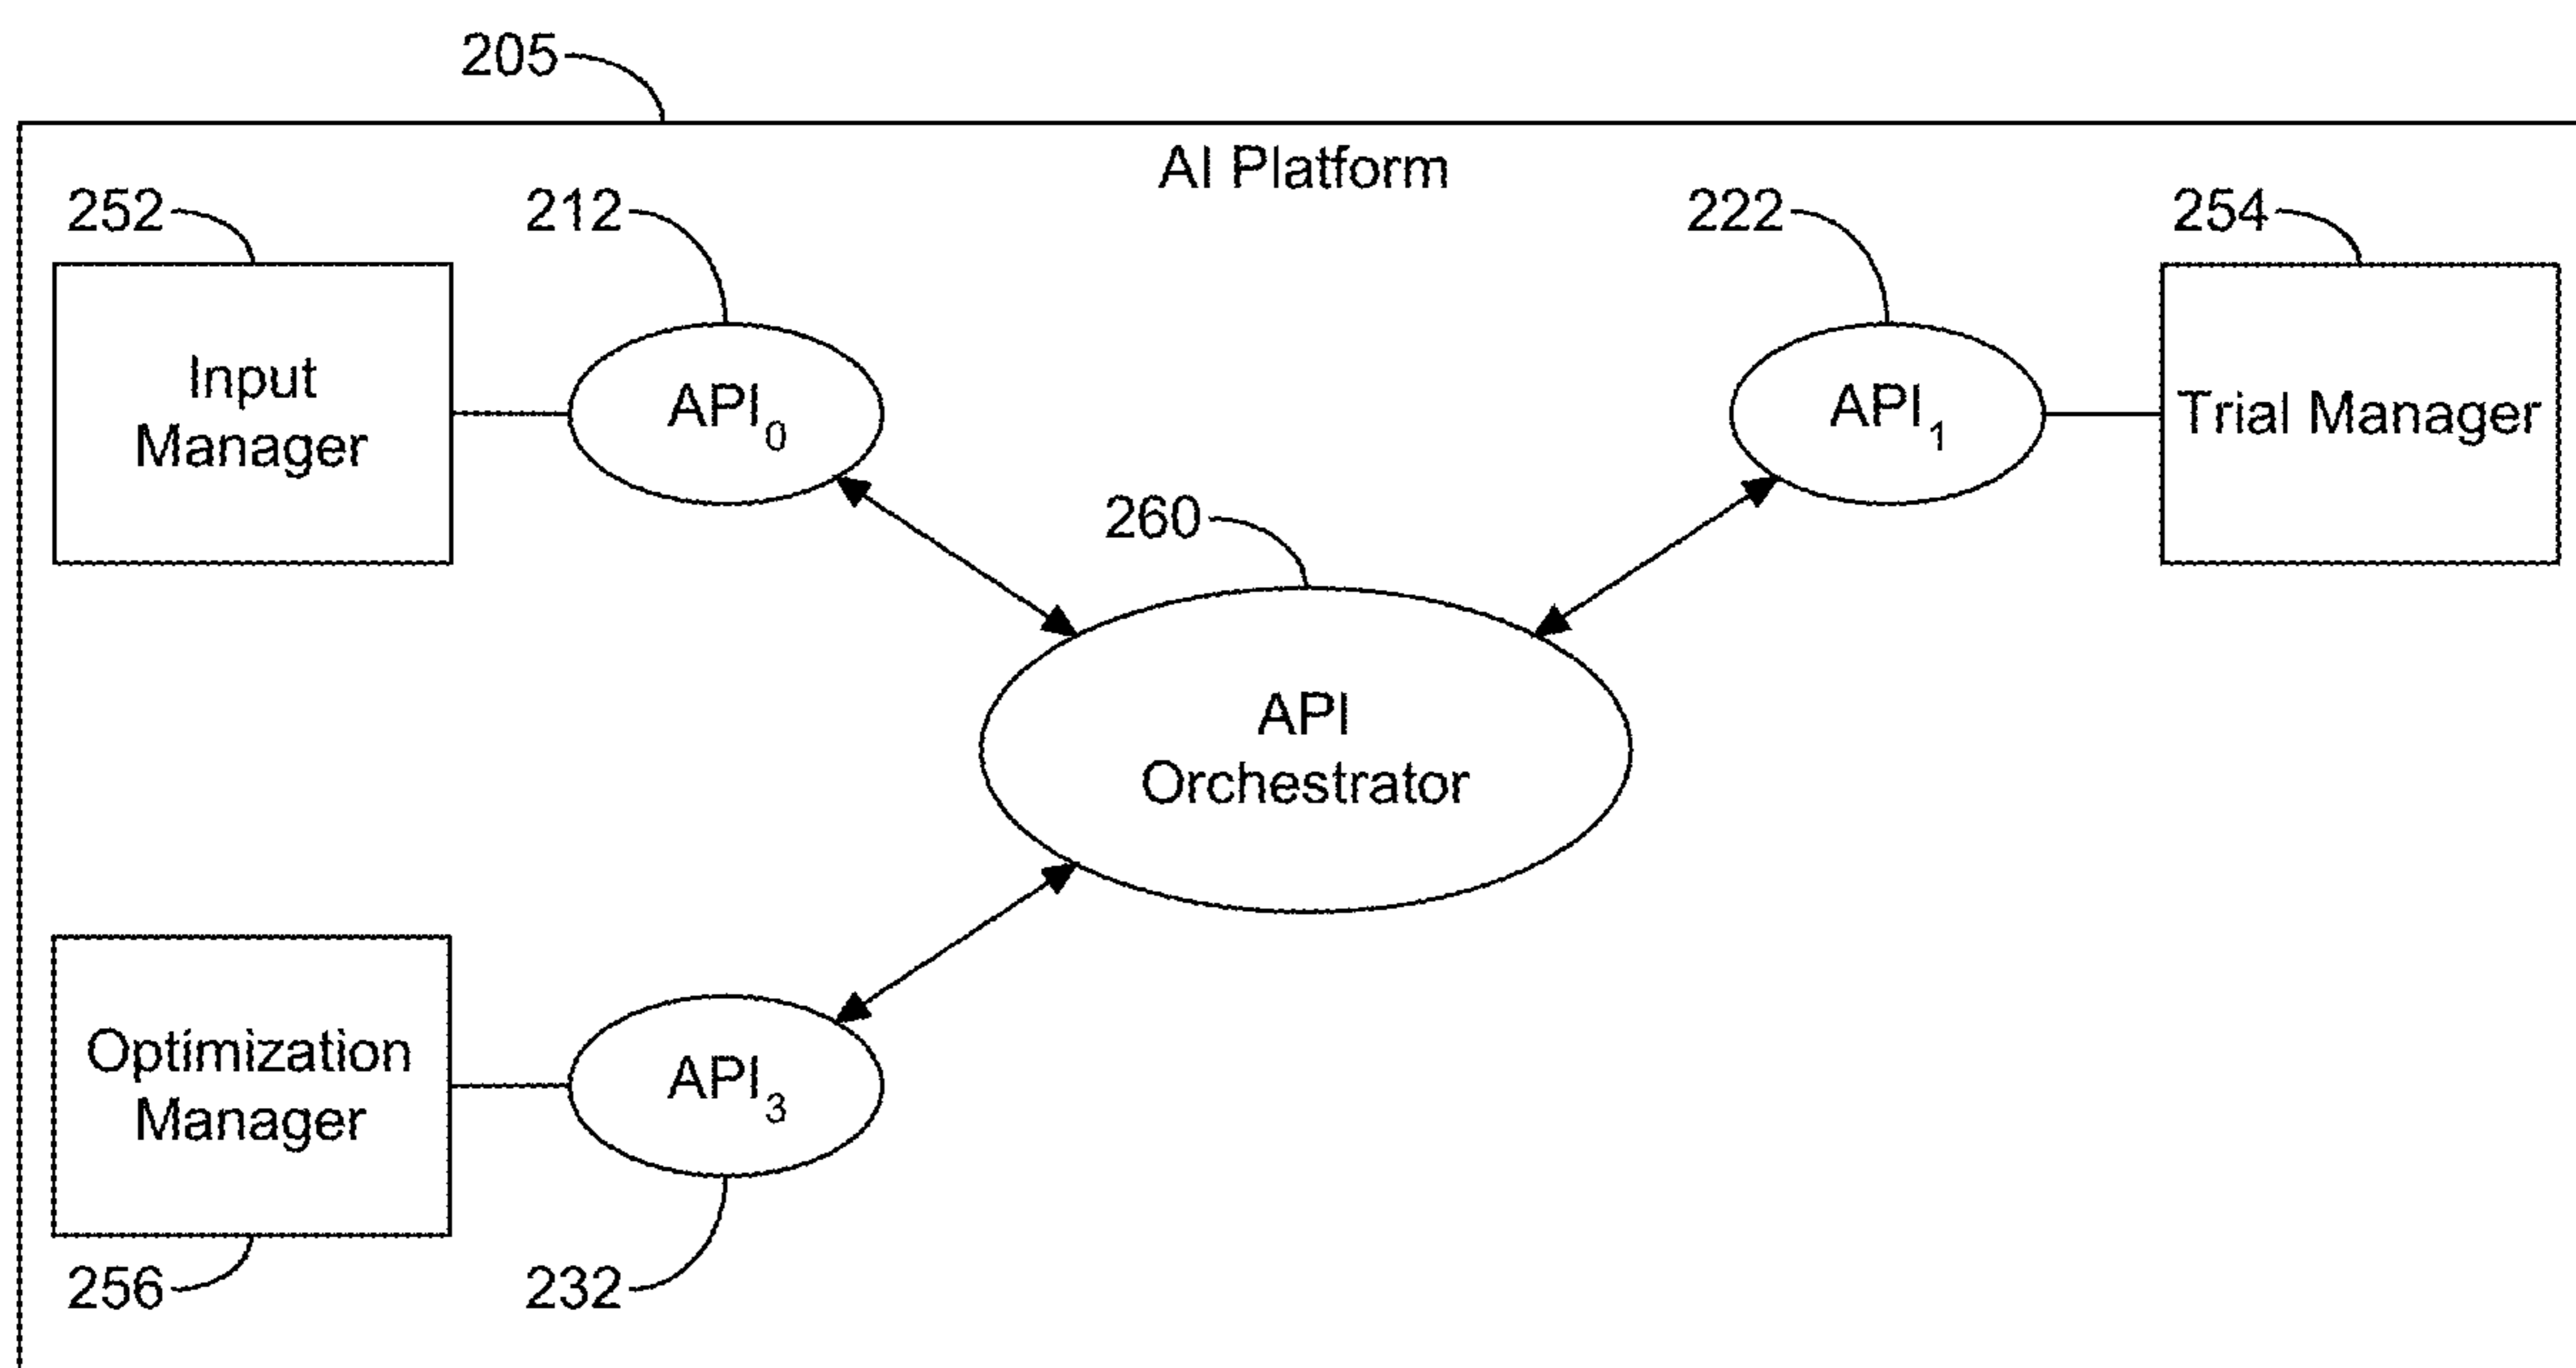 205
AI Platform
252
212
222
254
Input
Manager
API₀
API₁
Trial Manager
260
API
Orchestrator
Optimization
Manager
API₃
256
232